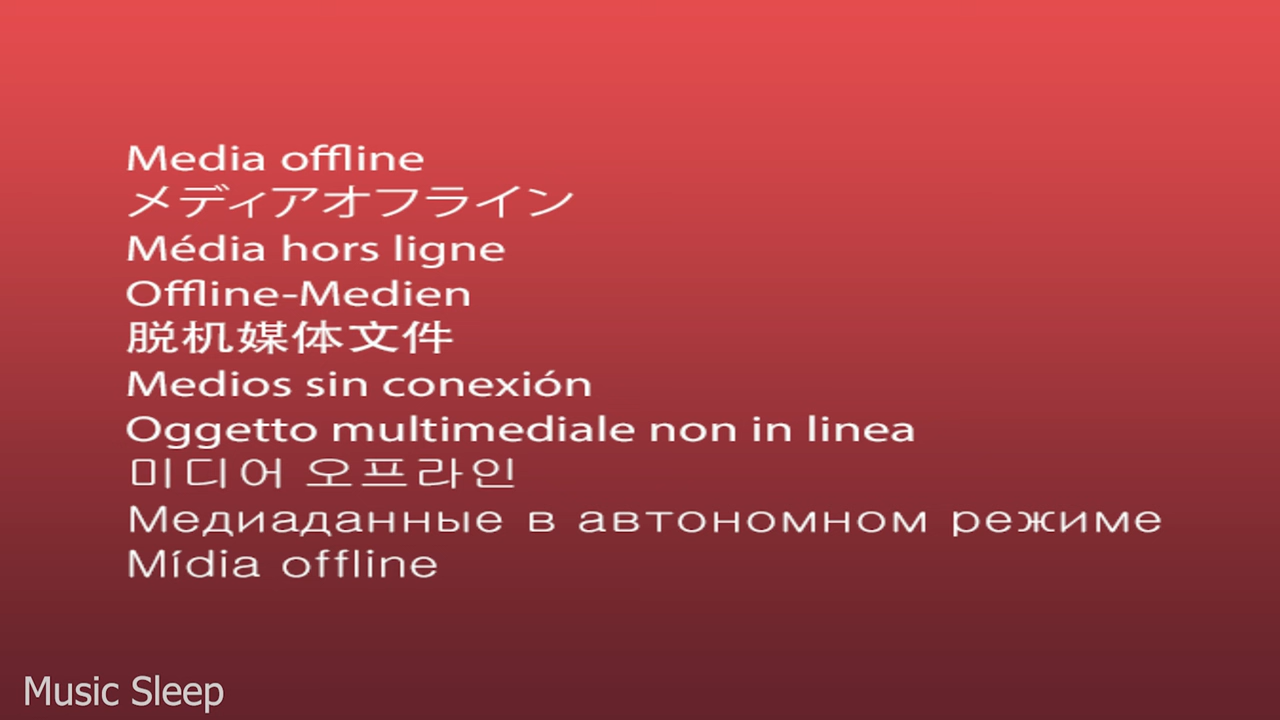 Media offline
メディアオフライン
Média hors ligne
Offline-Medien
脱机媒体文件
Medios sin conexión
Oggetto multimediale non in linea
미디어 오프라인
Медиаданные в автономном режиме
Mídia offline
Music Sleep